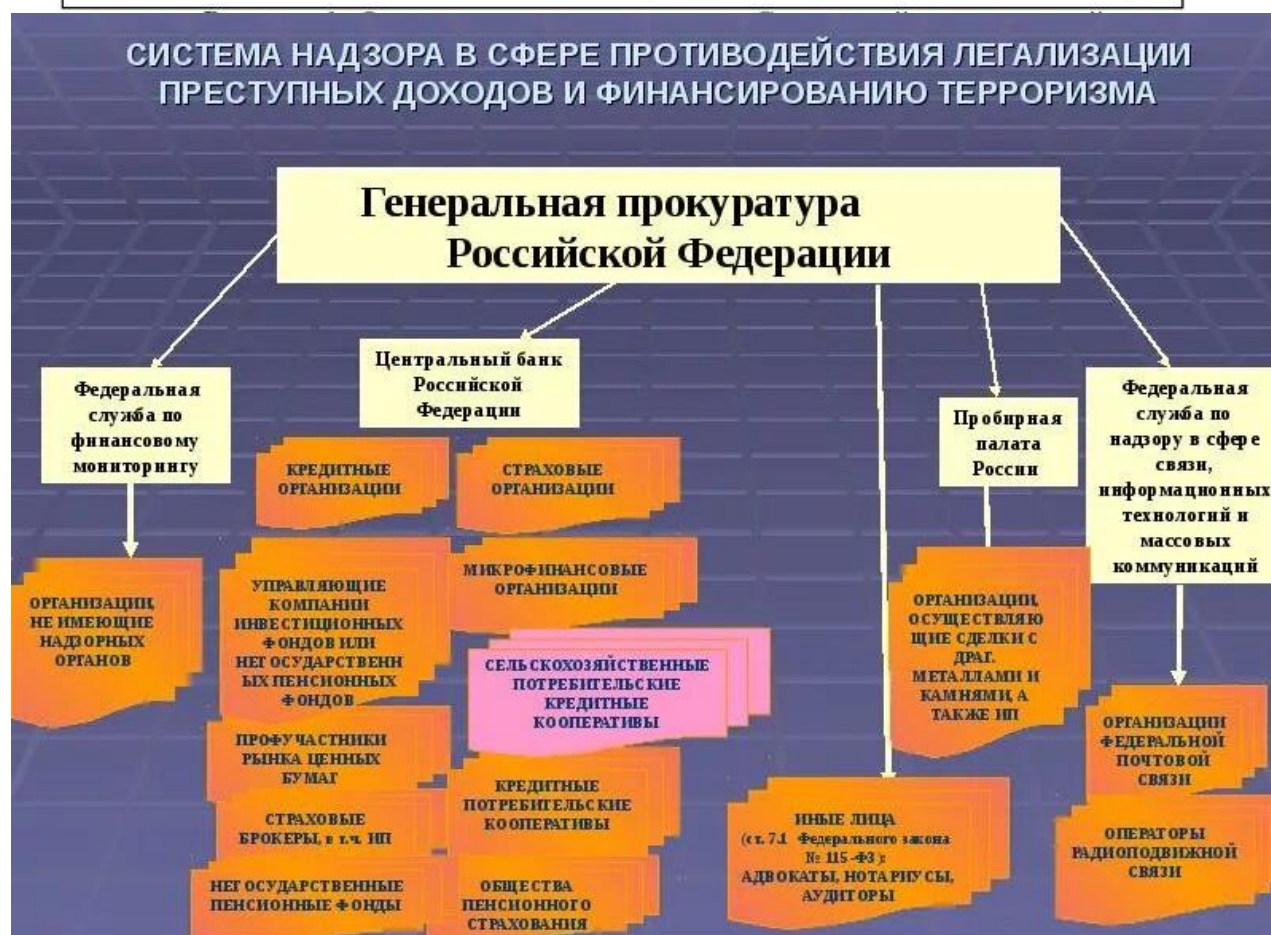 СИСТЕМА НАДЗОРА В СФЕРЕ ПРОТИВОДЕЙСТВИЯ ЛЕГАЛИЗАЦИИ
ПРЕСТУПНЫХ ДОХОДОВ И ФИНАНСИРОВАНИЮ ТЕРРОРИЗМА
Генеральная прокуратура
Российской Федерации
Федеральная
служба по
финансовому
мониторингу
ОРГАНИЗАЦИИ,
НЕ ИМЕЮЩИЕ
НАДЗОРНЫХ
ОРГАНОВ
Центральный банк
Российской
Федерации
КРЕДИТНЫЕ
ОРГАНИЗАЦИИ
СТРАХОВЫЕ
ОРГАНИЗАЦИИ
УПРАВЛЯЮЩИЕ
КОМПАНИИ
ИНВЕСТИЦИОННЫХ
ФОНДОВ ИЛИ
НЕГОСУДАРСТВЕНН
ЫХ ПЕНСИОННЫХ
ФОНДОВ
МИКРОФИНАНСОВЫЕ
ОРГАНИЗАЦИИ
СЕЛЬСКОХОЗЯЙСТВЕННЫЕ
ПОТРЕБИТЕЛЬСКИЕ
КРЕДИТНЫЕ
КООПЕРАТИВЫ
ПРОФУЧАСТНИКИ
РЫНКА ЦЕННЫХ
БУМАГ
КРЕДИТНЫЕ
ПОТРЕБИТЕЛЬСКИЕ
КООПЕРАТИВЫ
СТРАХОВЫЕ
БРОКЕРЫ, в т.ч. ИП
НЕГОСУДАРСТВЕННЫЕ
ПЕНСИОННЫЕ ФОНДЫ
ОБЩЕСТВА
ПЕНСИОННОГО
СТРАХОВАНИЯ
ИНЫЕ ЛИЦА
(ст. 7.1 Федерального закона
№ 115-ФЗ):
АДВОКАТЫ, НОТАРИУСЫ,
АУДИТОРЫ
Пробирная
палата
России
ОРГАНИЗАЦИИ,
ОСУЩЕСТВЛЯЮ
ЩИЕ СДЕЛКИ С
ДРАГ.
МЕТАЛЛАМИ И
КАМНЯМИ, А
ТАКЖЕ ИП
Федеральная
служба по
надзору в сфере
связи,
информационных
технологий и
массовых
коммуникаций
ОРГАНИЗАЦИИ
ФЕДЕРАЛЬНОЙ
ПОЧТОВОЙ
СВЯЗИ
ОПЕРАТОРЫ
РАДИОПОДВИЖНОЙ
СВЯЗИ